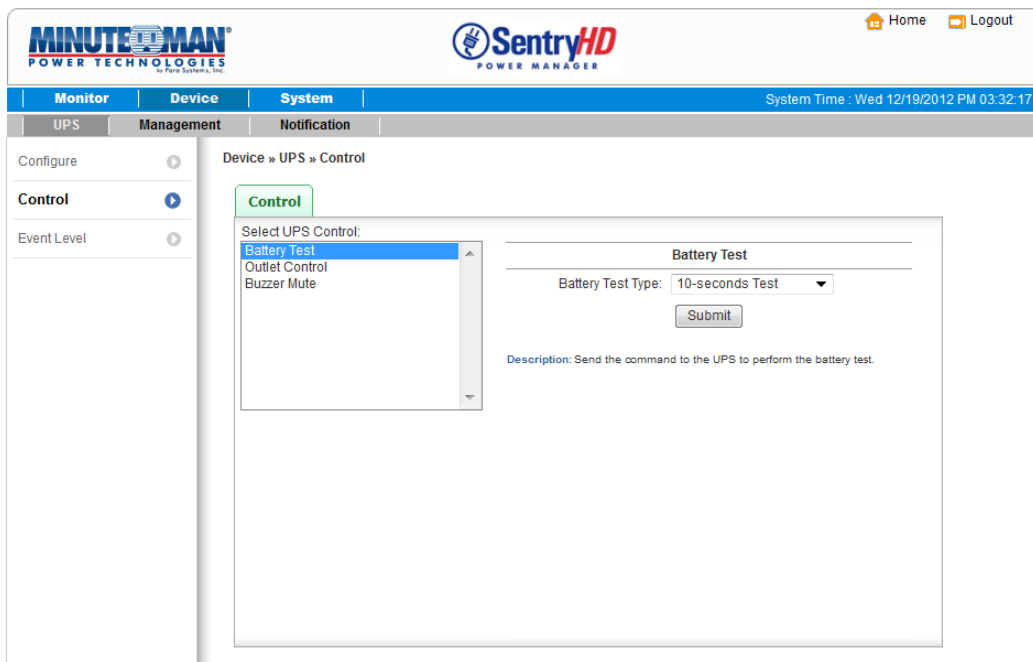 MINUTEMAN®
POWER TECHNOLOGIES
by Para Systems, Inc.
SentryHD
POWER MANAGER
Home
Logout
Monitor
Device
System
System Time : Wed 12/19/2012 PM 03:32:17
UPS
Management
Notification
Configure
Control
Event Level
Device » UPS » Control
Control
Select UPS Control:
Battery Test
Outlet Control
Buzzer Mute
Battery Test
Battery Test Type: 10-seconds Test
Submit
Description: Send the command to the UPS to perform the battery test.